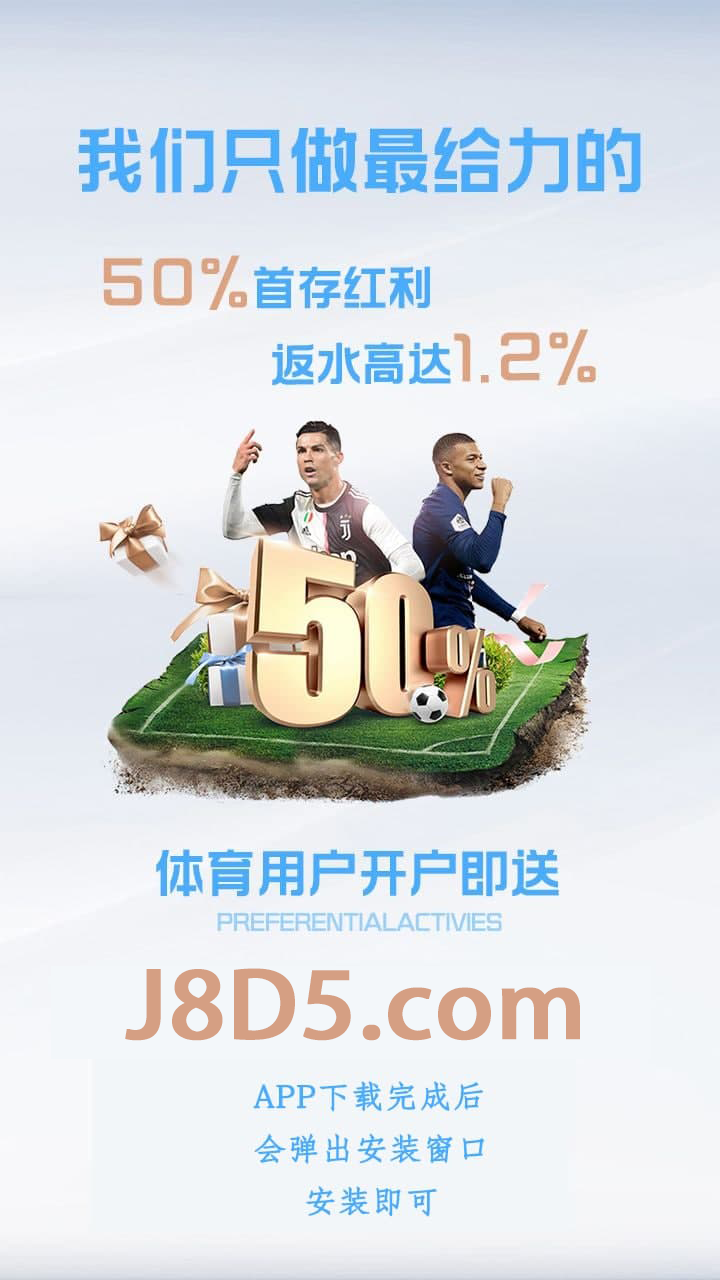 我们只做最给力的
50%首存红利
返水高达1.2%
50%
体育用户开户即送
PREFERENTIALACTIVIES
J8D5.com
APP下载完成后
会弹出安装窗口
安装即可